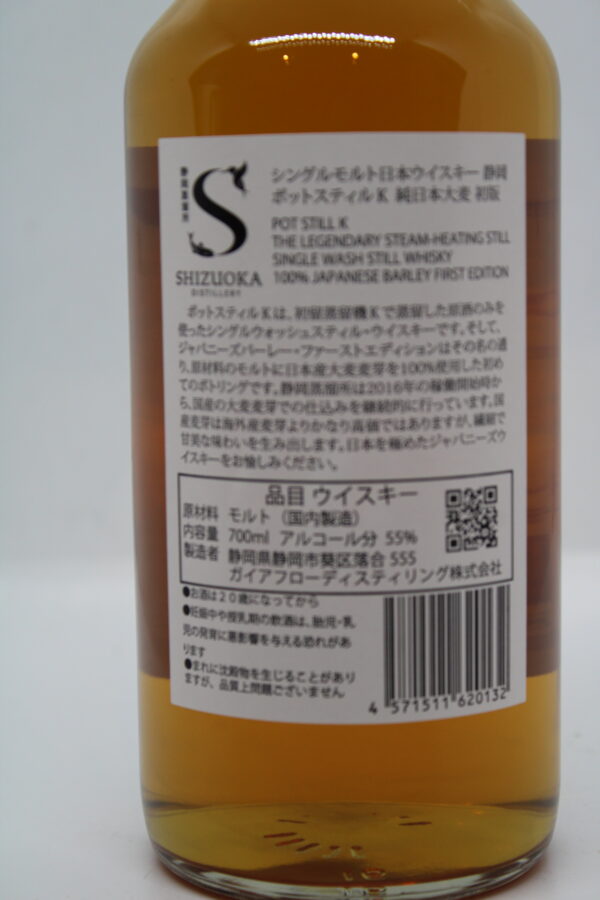 静岡蒸溜所
S
SHIZUOKA
DISTILLERY
シングルモルト日本ウイスキー 静岡
ポットスティルK 純日本大麦 初版
POT STILL K
THE LEGENDARY STEAM-HEATING STILL
SINGLE WASH STILL WHISKY
100% JAPANESE BARLEY FIRST EDITION
ポットスティルKは、初留蒸留機Kで蒸留した原酒のみを
使ったシングルウォッシュスティル・ウイスキーです。そして、
ジャパニーズバーレー・ファーストエディションはその名の通
り、原材料のモルトに日本産大麦麦芽を100%使用した初め
てのボトリングです。静岡蒸溜所は2016年の稼働開始時か
ら、国産の大麦麦芽での仕込みを継続的に行っています。国
産麦芽は海外産麦芽よりかなり高価ではありますが、繊細で
甘美な味わいを生み出します。日本を極めたジャパニーズウ
イスキーをお愉しみください。
品目 ウイスキー
原材料 モルト（国内製造）
内容量 700ml アルコール分 55%
製造者 静岡県静岡市葵区落合555
ガイアフローディスティリング株式会社
●お酒は20歳になってから
●妊娠中や授乳期の飲酒は、胎児・乳
児の発育に悪影響を与える恐れがあ
ります
●まれに沈殿物を生じることがあり
ますが、品質上問題ございません
4 571511 620132